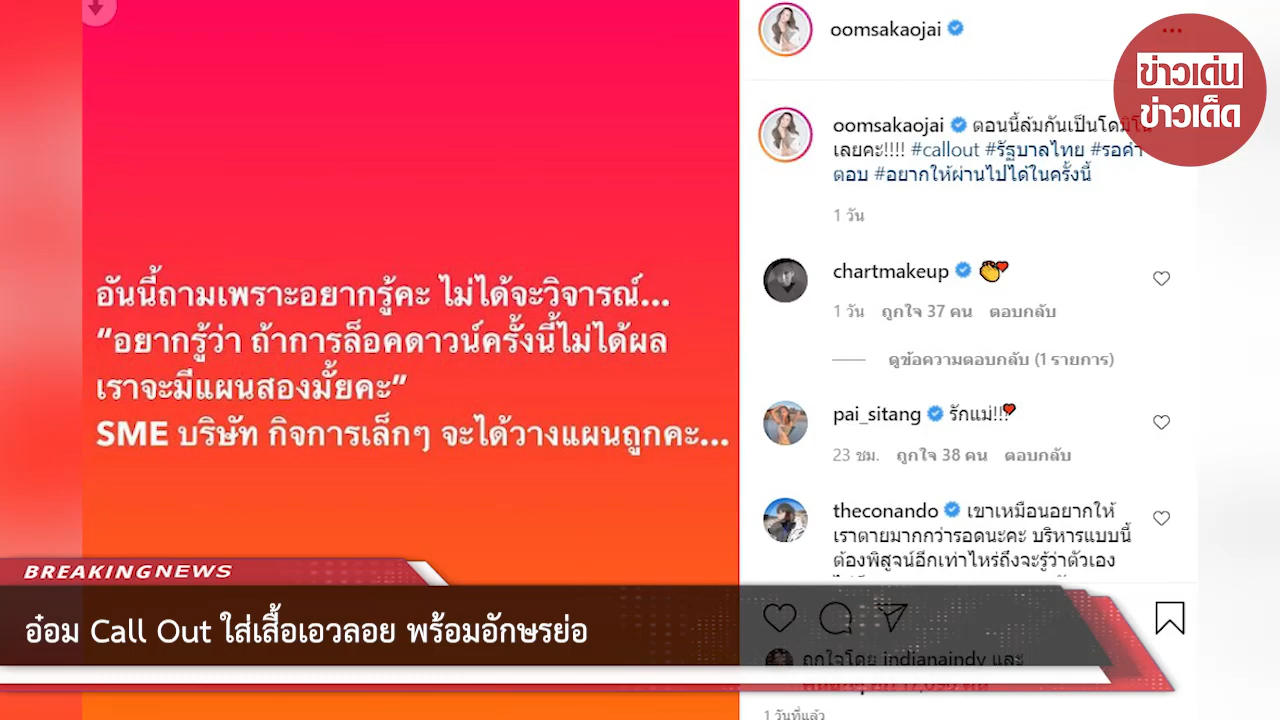 อันนี้ถามเพราะอยากรู้คะ ไม่ได้จะวิจารณ์...
“อยากรู้ว่า ถ้าการล็อคดาวน์ครั้งนี้ไม่ได้ผล
เราจะมีแผนสองมั้ยคะ”
SME บริษัท กิจการเล็กๆ จะได้วางแผนถูกคะ...
oomsakaojai
ข่าวเด่น
ข่าวเด็ด
oomsakaojai ตอนนี้ล้มกันเป็นโดมิโน
เลยคะ!!!! #callout #รัฐบาลไทย #รอคำ
ตอบ #อยากให้ผ่านไปได้ในครั้งนี้
1 วัน
chartmakeup
1 วัน ถูกใจ 37 คน ตอบกลับ
ดูข้อความตอบกลับ (1 รายการ)
pai_sitang รักแม่!!!
23 ชม. ถูกใจ 38 คน ตอบกลับ
theconando เขาเหมือนอยากให้
เราตายมากกว่ารอดนะคะ บริหารแบบนี้
ต้องพิสูจน์อีกเท่าไหร่ถึงจะรู้ว่าตัวเอง
ถูกใจโดย indianaindy และ
1 วันที่แล้ว
BREAKING NEWS
อ๋อม Call Out ใส่เสื้อเอวลอย พร้อมอักษรย่อ